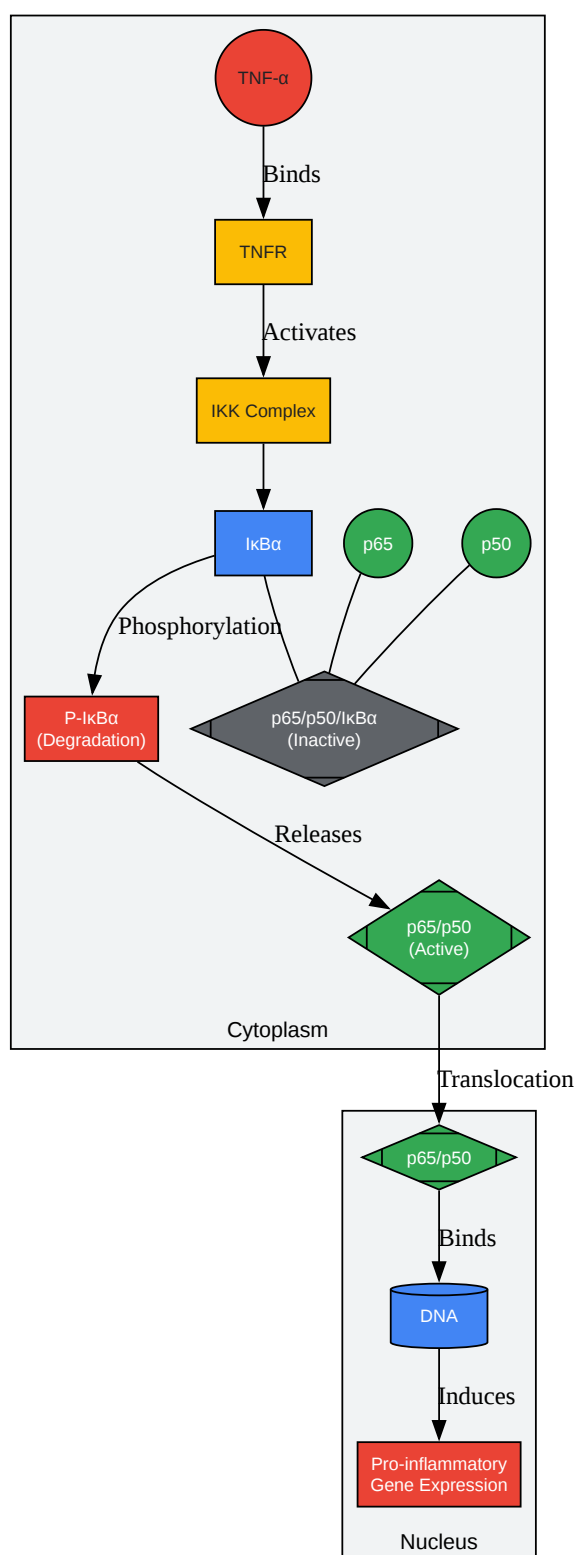 TNF-α
Binds
TNFR
Activates
IKK Complex
IκBα
p65
p50
Phosphorylation
P-IκBα
(Degradation)
p65/p50/IκBα
(Inactive)
Releases
p65/p50
(Active)
Cytoplasm
Translocation
p65/p50
Binds
DNA
Induces
Pro-inflammatory
Gene Expression
Nucleus